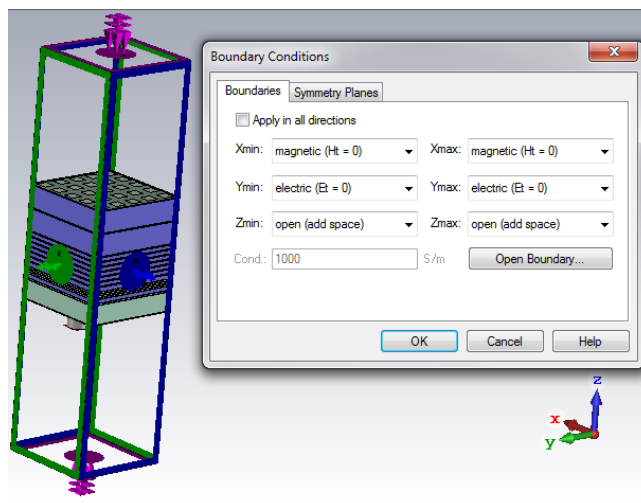 Boundary Conditions
Boundaries Symmetry Planes
Apply in all directions
Xmin: magnetic (Ht = 0) Xmax: magnetic (Ht = 0)
Ymin: electric (Et = 0) Ymax: electric (Et = 0)
Zmin: open (add space) Zmax: open (add space)
Cond.: 1000 S/m Open Boundary...
OK Cancel Help
z
x
y